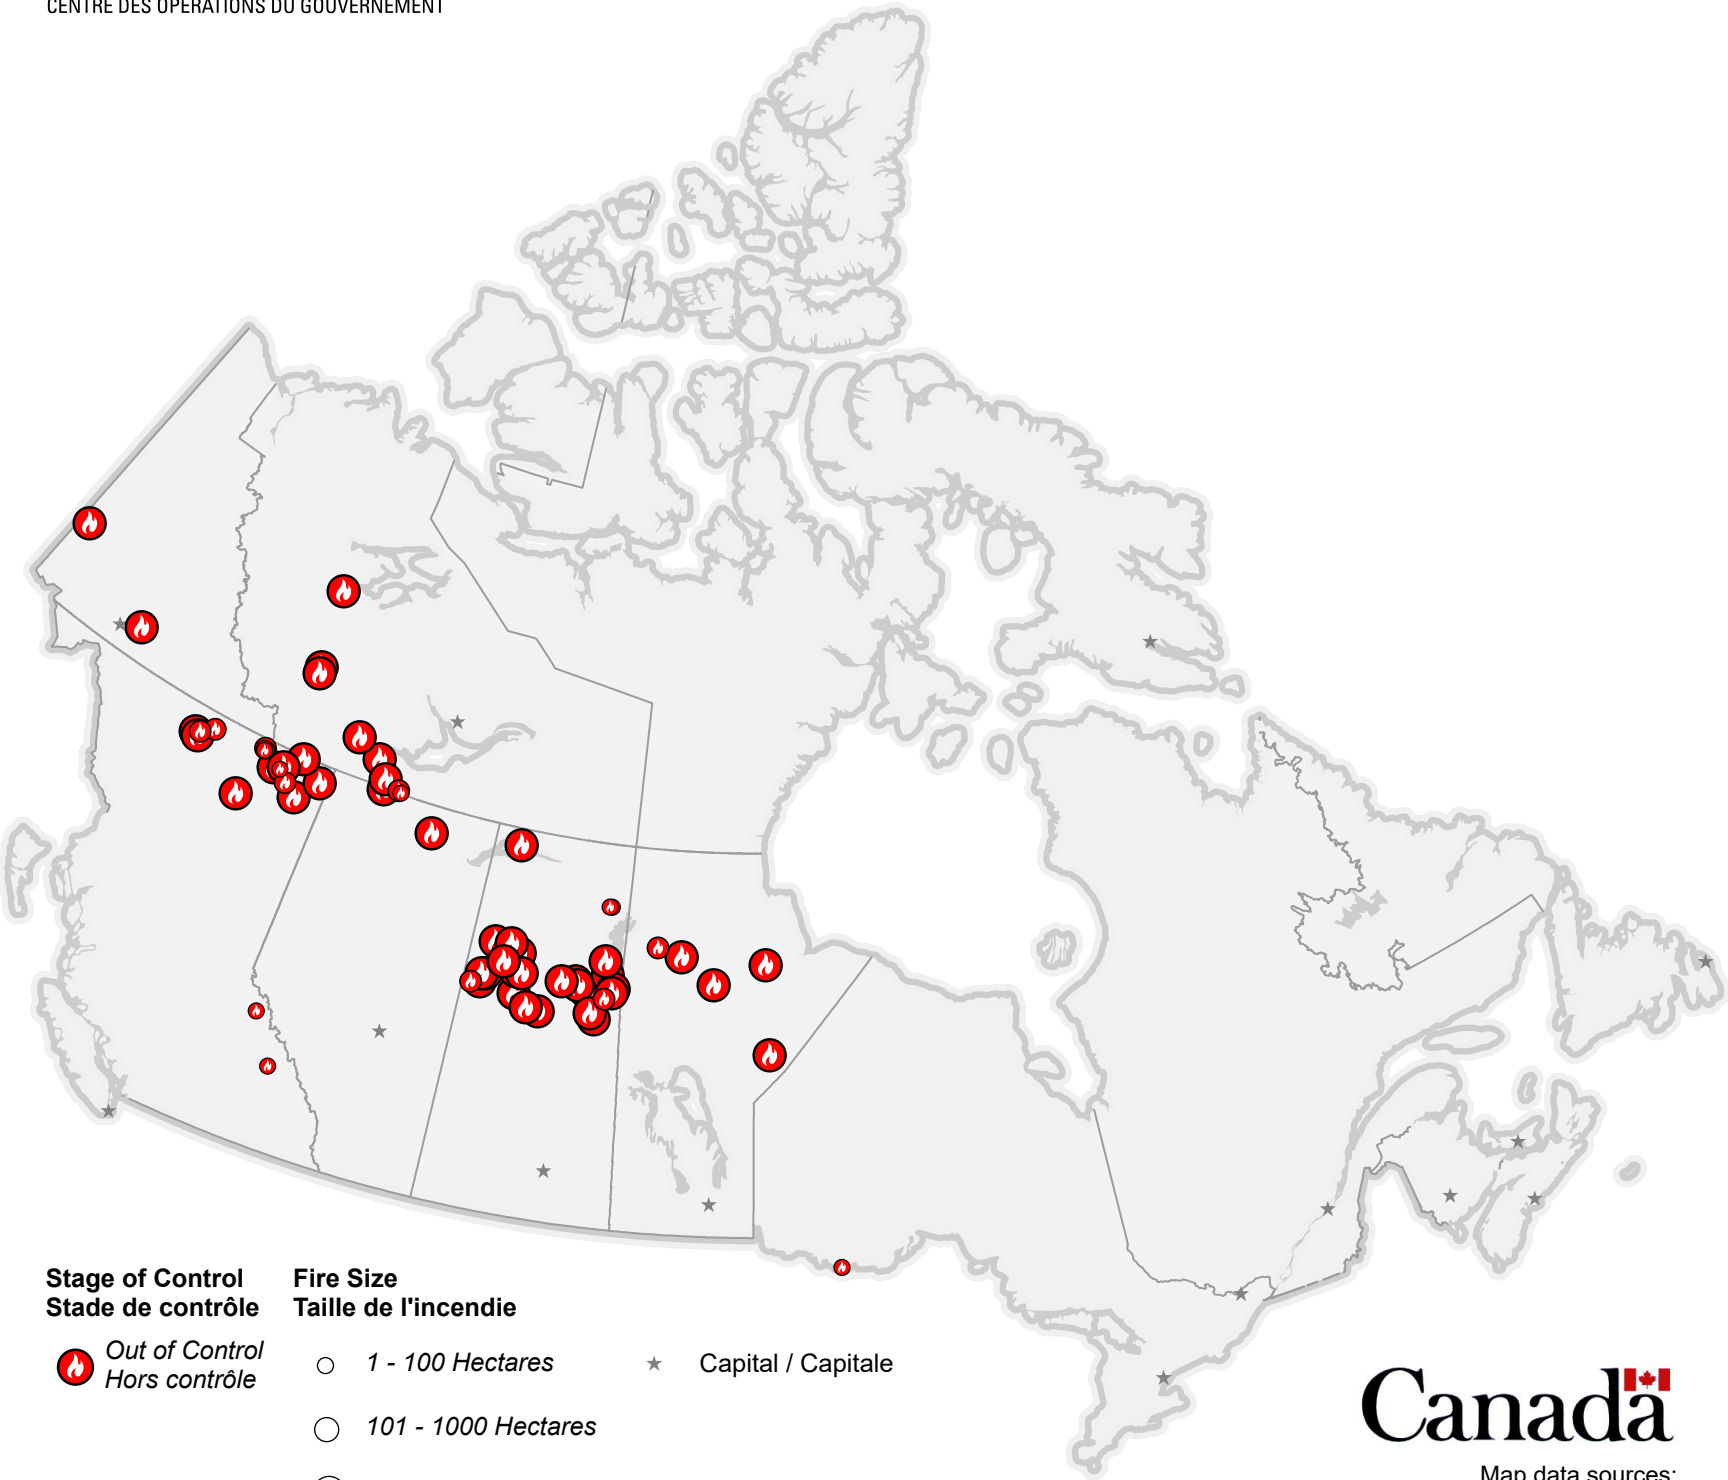 CENTRE DES OPÉRATIONS DU GOUVERNEMENT
Stage of Control
Stade de contrôle
Out of Control
Hors contrôle
Fire Size
Taille de l'incendie
1 - 100 Hectares
101 - 1000 Hectares
Capital / Capitale
Canada
Map data sources: